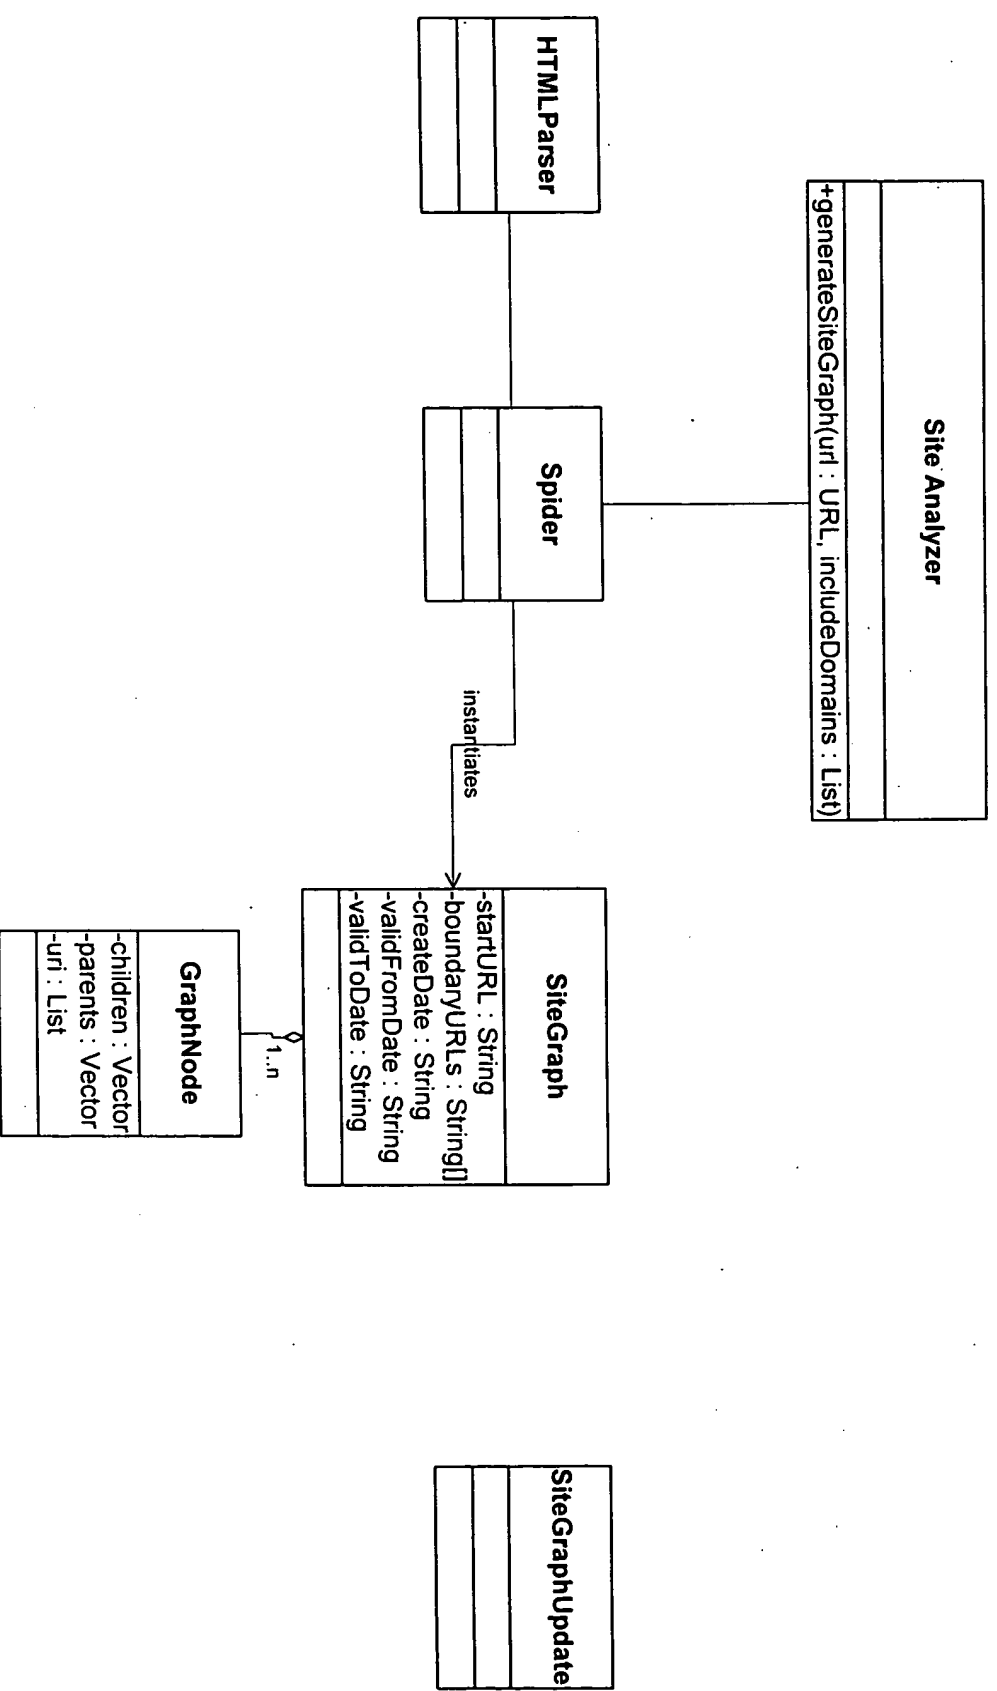 Site Analyzer
+generateSiteGraph(url : URL, includeDomains : List)
HTMLParser
Spider
instantiates
SiteGraph
-startURL : String
-boundaryURLs : String[]
-createDate : String
-validFromDate : String
-validToDate : String
SiteGraphUpdate
1..n
GraphNode
-children : Vector
-parents : Vector
-uri : List